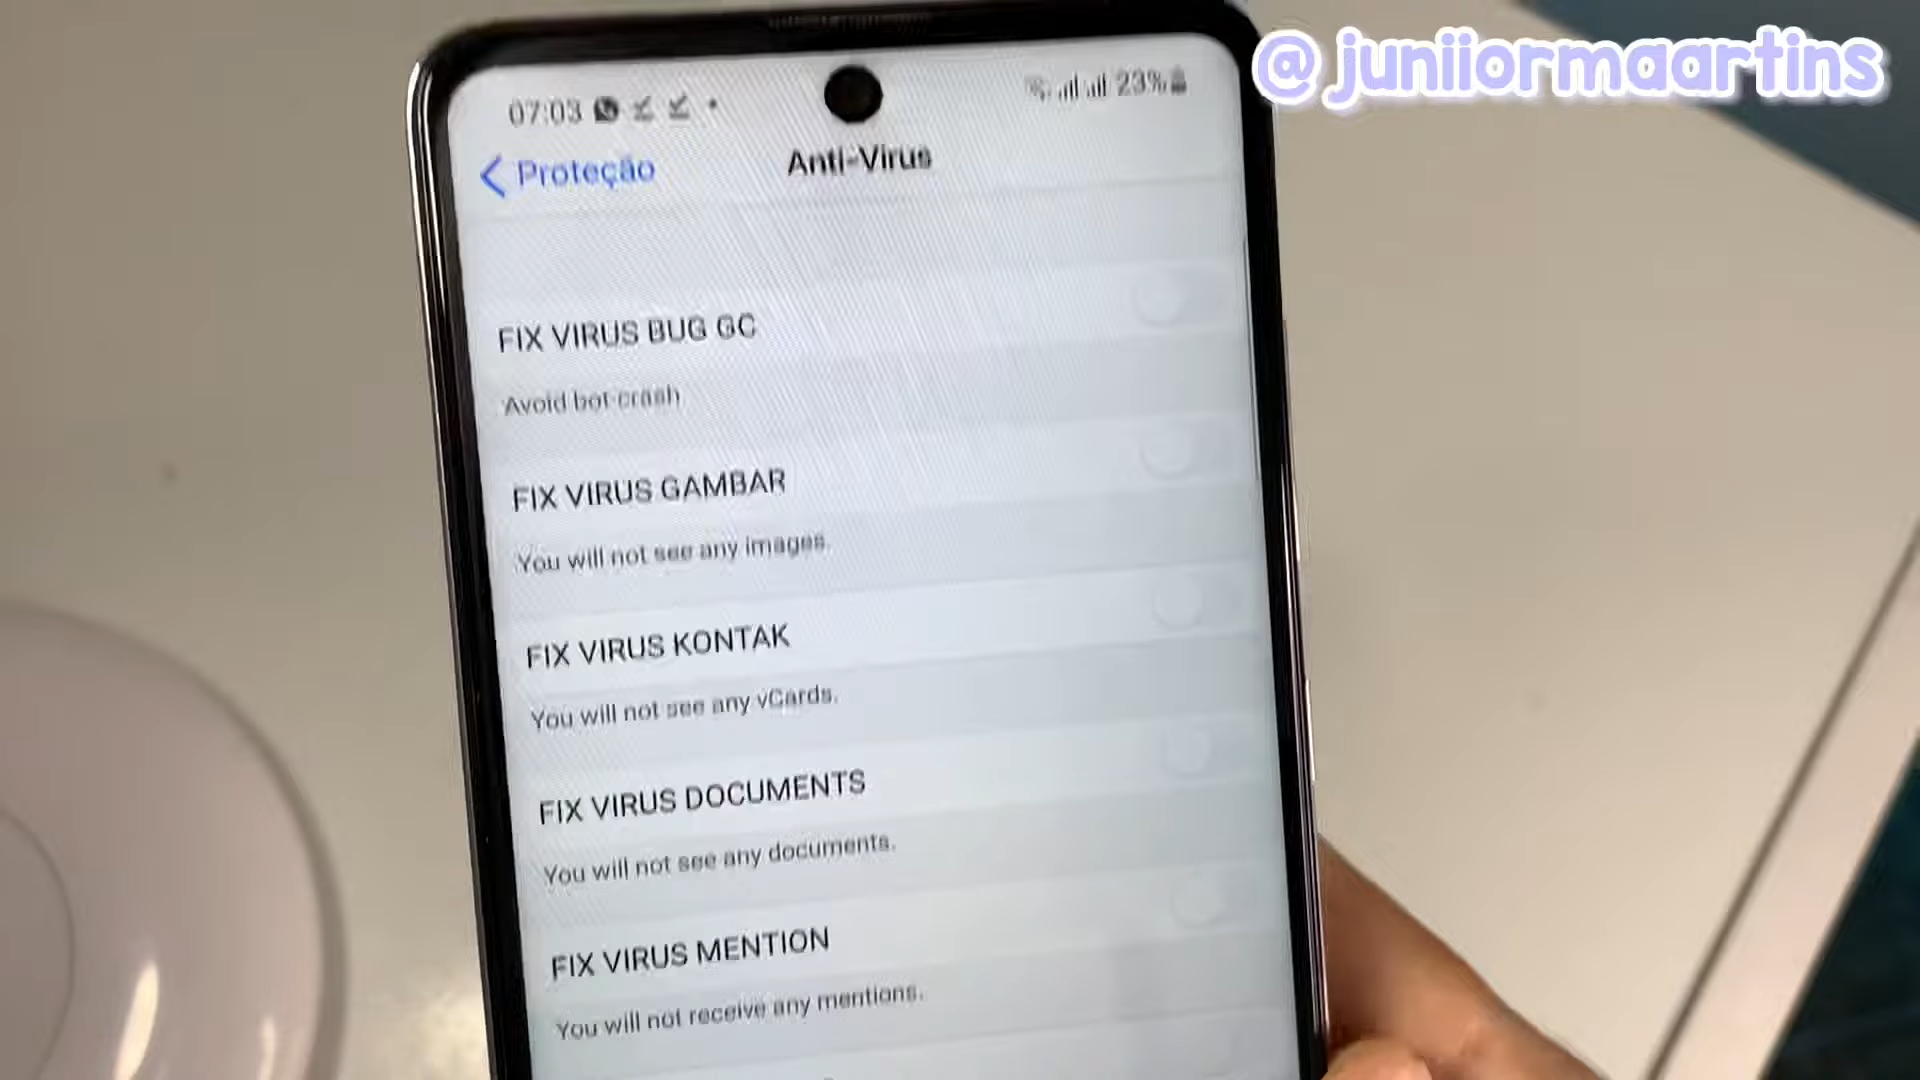 @juniiormaartins
07:03 23%
Proteção
Anti-Virus
FIX VIRUS BUG GC
Avoid bot crash
FIX VIRUS GAMBAR
You will not see any images.
FIX VIRUS KONTAK
You will not see any vCards.
FIX VIRUS DOCUMENTS
You will not see any documents.
FIX VIRUS MENTION
You will not receive any mentions.